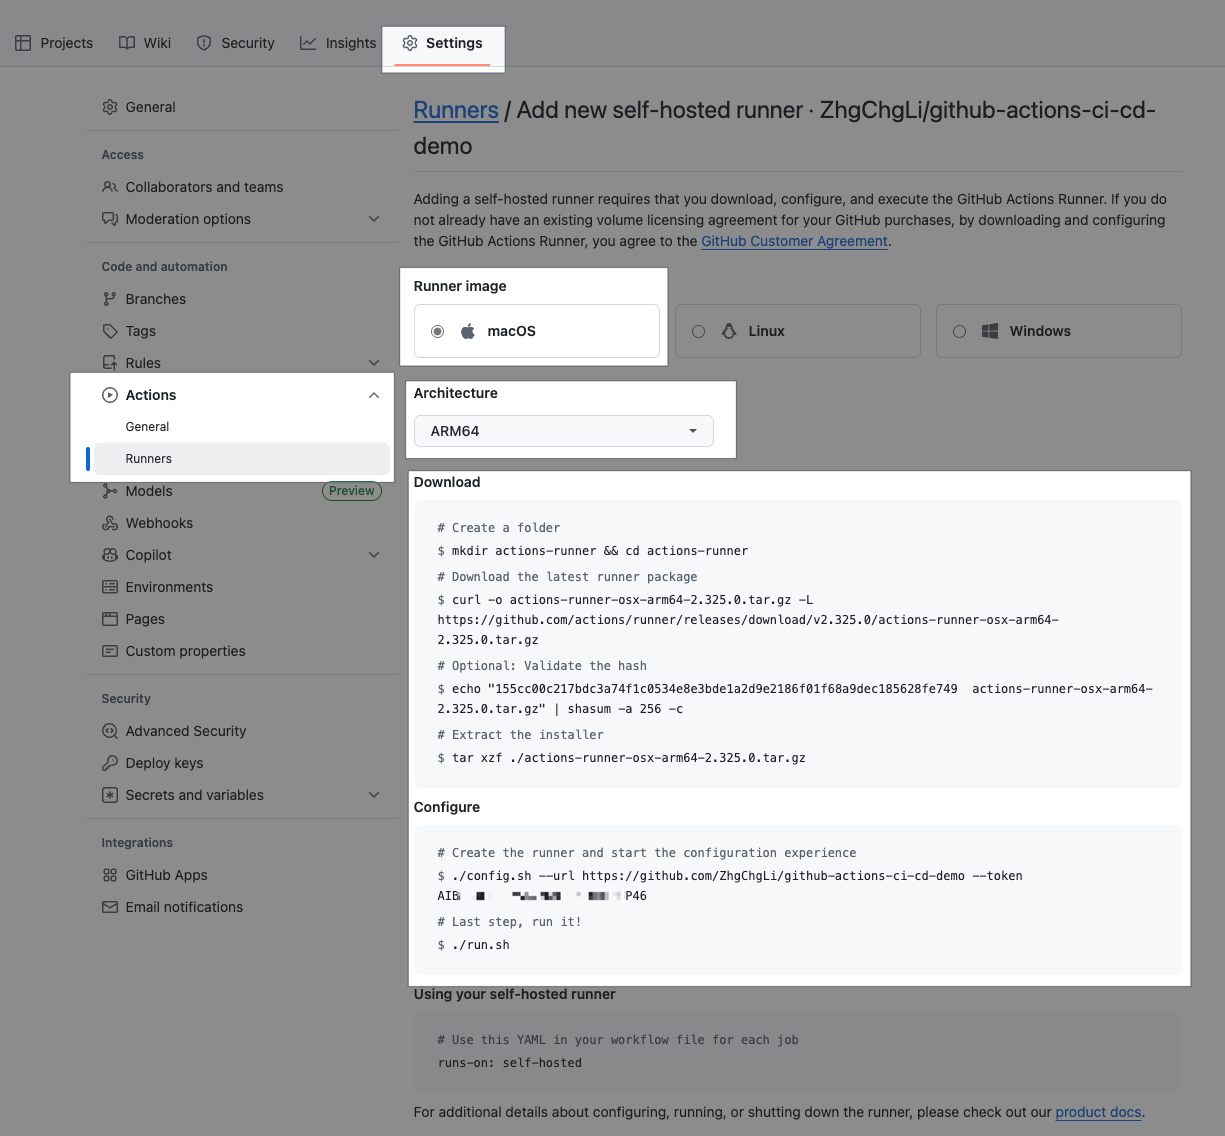 Projects
Wiki
Security
Insights
Settings
General
Access
Collaborators and teams
Moderation options
Code and automation
Branches
Tags
Rules
Actions
General
Runners
Models
Preview
Webhooks
Copilot
Environments
Pages
Custom properties
Security
Advanced Security
Deploy keys
Secrets and variables
Integrations
GitHub Apps
Email notifications
Runners / Add new self-hosted runner · ZhgChgLi/github-actions-ci-cd-
demo
Adding a self-hosted runner requires that you download, configure, and execute the GitHub Actions Runner. If you do
not already have an existing volume licensing agreement for your GitHub purchases, by downloading and configuring
the GitHub Actions Runner, you agree to the GitHub Customer Agreement.
Runner image
macOS
Linux
Windows
Architecture
ARM64
Download
# Create a folder
$ mkdir actions-runner && cd actions-runner
# Download the latest runner package
$ curl -o actions-runner-osx-arm64-2.325.0.tar.gz -L
https://github.com/actions/runner/releases/download/v2.325.0/actions-runner-osx-arm64-
2.325.0.tar.gz
# Optional: Validate the hash
$ echo "155cc00c217bdc3a74f1c0534e8e3bde1a2d9e2186f01f68a9dec185628fe749  actions-runner-osx-arm64-
2.325.0.tar.gz" | shasum -a 256 -c
# Extract the installer
$ tar xzf ./actions-runner-osx-arm64-2.325.0.tar.gz
Configure
# Create the runner and start the configuration experience
$ ./config.sh --url https://github.com/ZhgChgLi/github-actions-ci-cd-demo --token
AIB P46
# Last step, run it!
$ ./run.sh
Using your self-hosted runner
# Use this YAML in your workflow file for each job
runs-on: self-hosted
For additional details about configuring, running, or shutting down the runner, please check out our product docs.